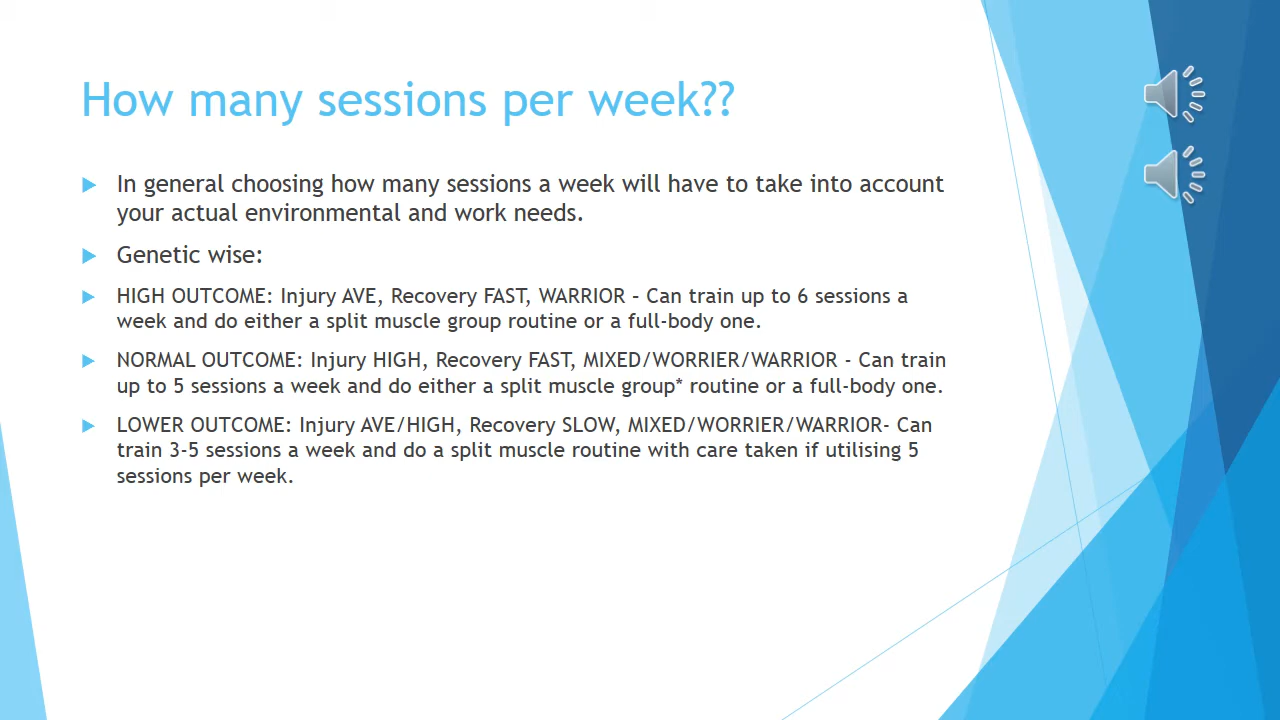 How many sessions per week??
In general choosing how many sessions a week will have to take into account
your actual environmental and work needs.
Genetic wise:
HIGH OUTCOME: Injury AVE, Recovery FAST, WARRIOR – Can train up to 6 sessions a
week and do either a split muscle group routine or a full-body one.
NORMAL OUTCOME: Injury HIGH, Recovery FAST, MIXED/WORRIER/WARRIOR - Can train
up to 5 sessions a week and do either a split muscle group* routine or a full-body one.
LOWER OUTCOME: Injury AVE/HIGH, Recovery SLOW, MIXED/WORRIER/WARRIOR- Can
train 3-5 sessions a week and do a split muscle routine with care taken if utilising 5
sessions per week.